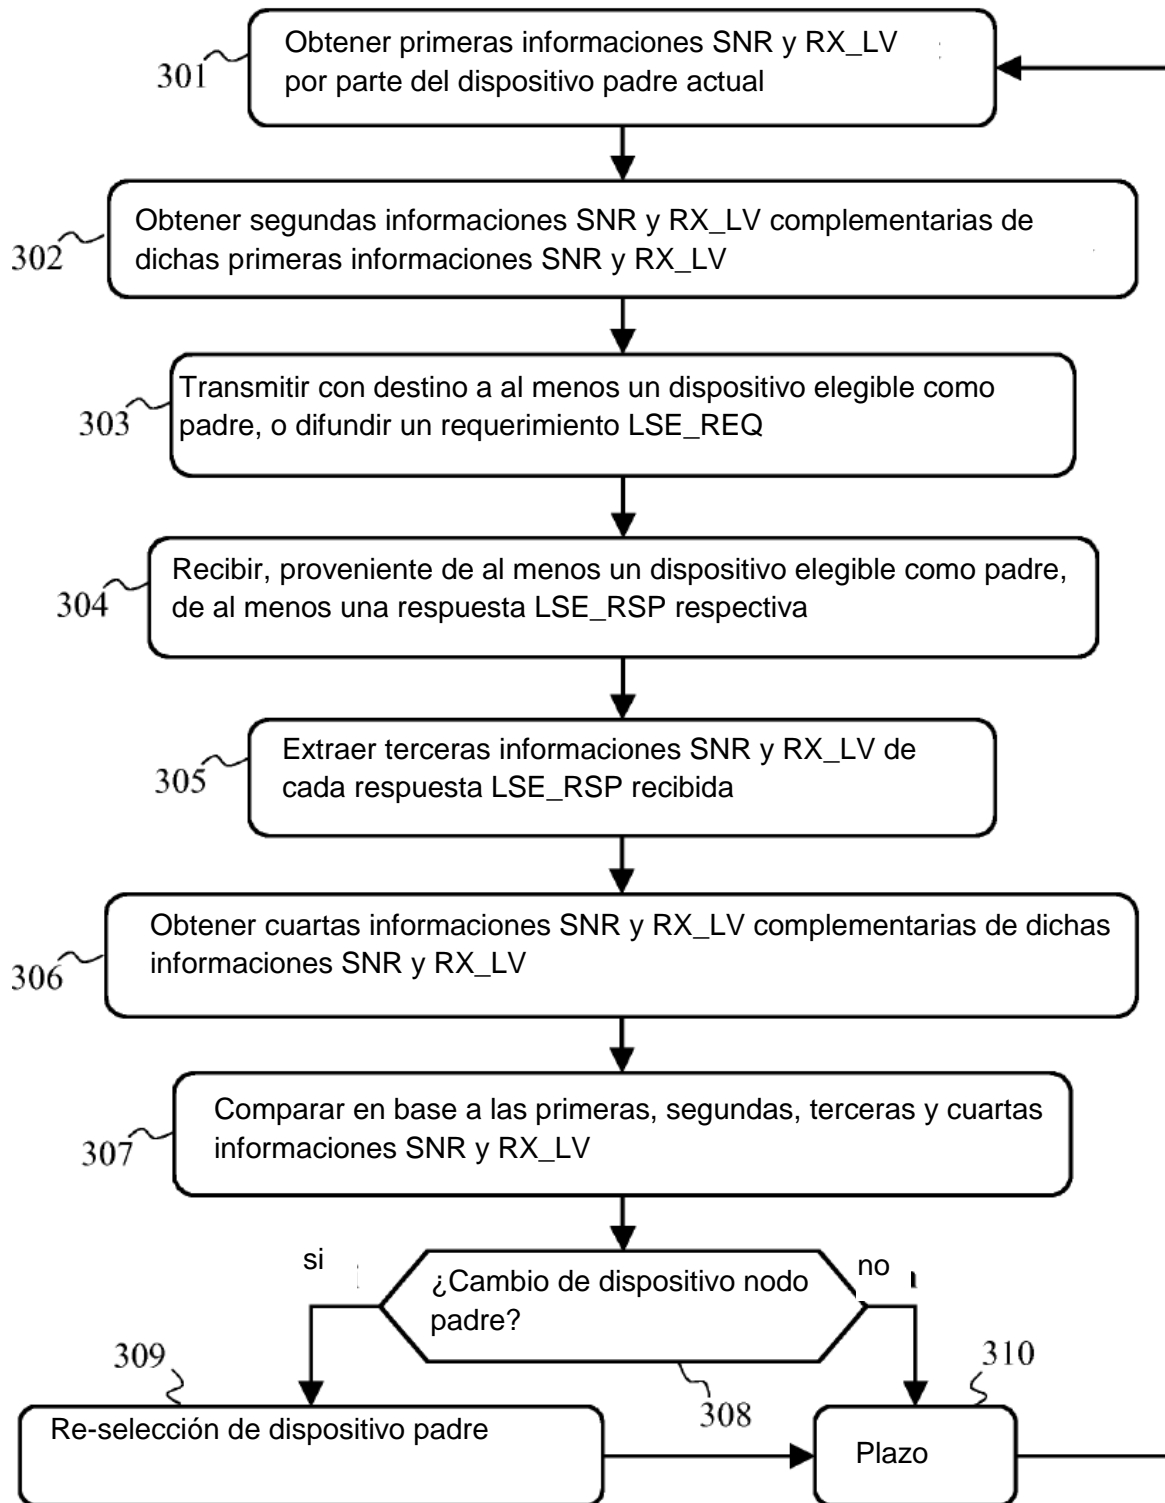 Obtener primeras informaciones SNR y RX_LV
por parte del dispositivo padre actual
301
Obtener segundas informaciones SNR y RX_LV complementarias de
dichas primeras informaciones SNR y RX_LV
302
Transmitir con destino a al menos un dispositivo elegible como
padre, o difundir un requerimiento LSE_REQ
303
Recibir, proveniente de al menos un dispositivo elegible como padre,
de al menos una respuesta LSE_RSP respectiva
304
Extraer terceras informaciones SNR y RX_LV de
cada respuesta LSE_RSP recibida
305
Obtener cuartas informaciones SNR y RX_LV complementarias de dichas
informaciones SNR y RX_LV
306
Comparar en base a las primeras, segundas, terceras y cuartas
informaciones SNR y RX_LV
307
si
¿Cambio de dispositivo nodo
padre?
no
308
309
Re-selección de dispositivo padre
310
Plazo